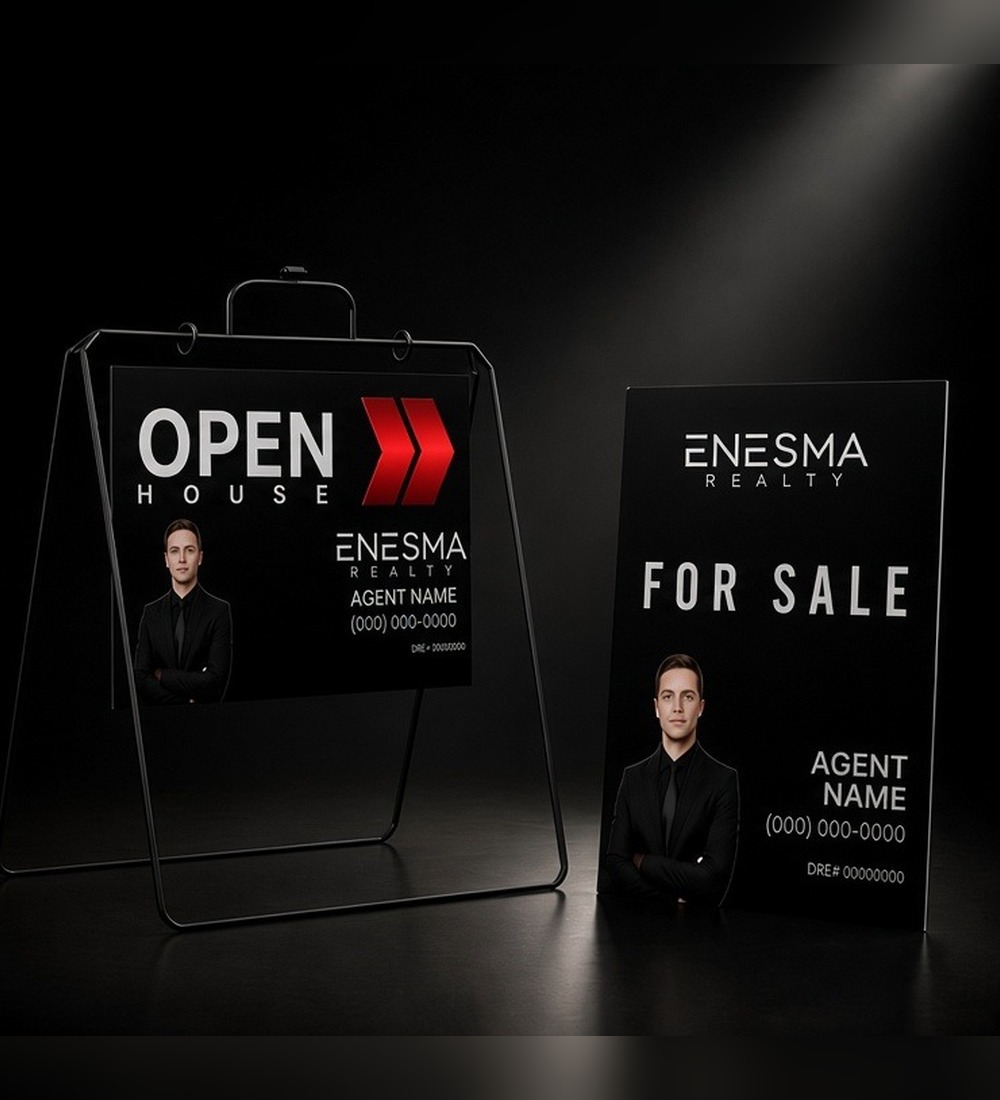 OPEN
HOUSE
ENESMA
REALTY
AGENT NAME
(000) 000-0000
ENESMA
REALTY
FOR SALE
AGENT
NAME
(000) 000-0000
DRE# 00000000